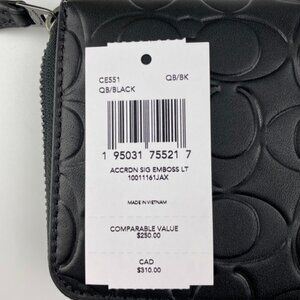 CE551 QB/BK
QB/BLACK
1 95031 75521 7
ACCRDN SIG EMBOSS LT
10011161JAX
MADE IN VIETNAM
COMPARABLE VALUE
$250.00
CAD
$310.00